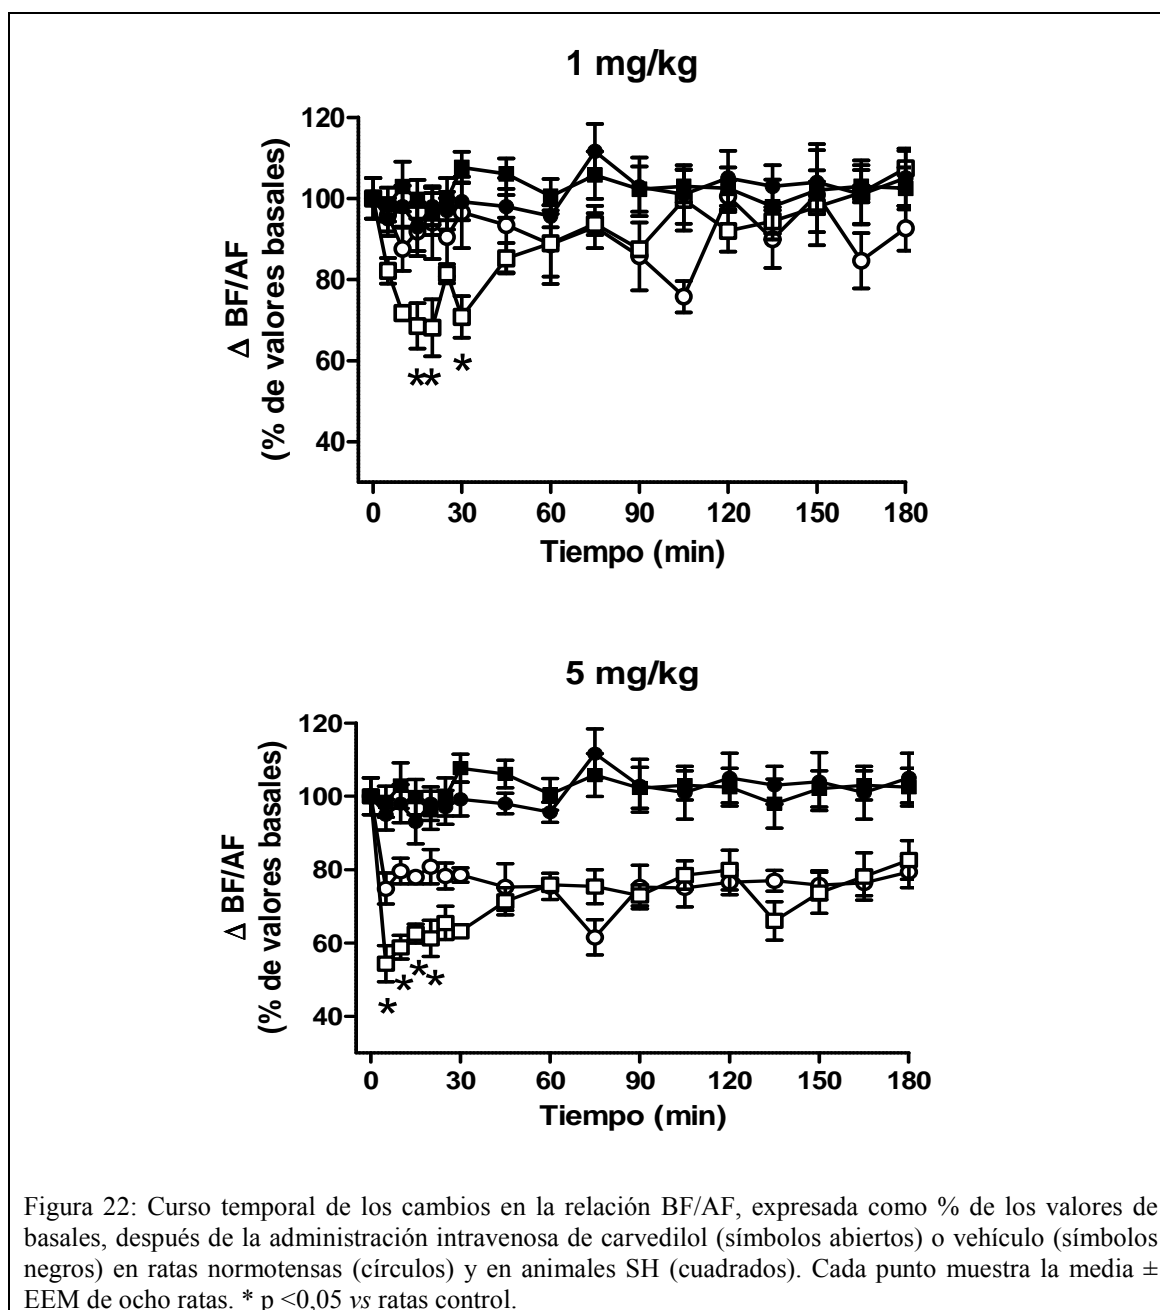 1 mg/kg
120
100
80
60
40
Δ BF/AF
(% de valores basales)
** *
0 30 60 90 120 150 180
Tiempo (min)
5 mg/kg
120
100
80
60
40
Δ BF/AF
(% de valores basales)
* * * *
0 30 60 90 120 150 180
Tiempo (min)
Figura 22: Curso temporal de los cambios en la relación BF/AF, expresada como % de los valores de
basales, después de la administración intravenosa de carvedilol (símbolos abiertos) o vehículo (símbolos
negros) en ratas normotensas (círculos) y en animales SH (cuadrados). Cada punto muestra la media ±
EEM de ocho ratas. * p <0,05 vs ratas control.